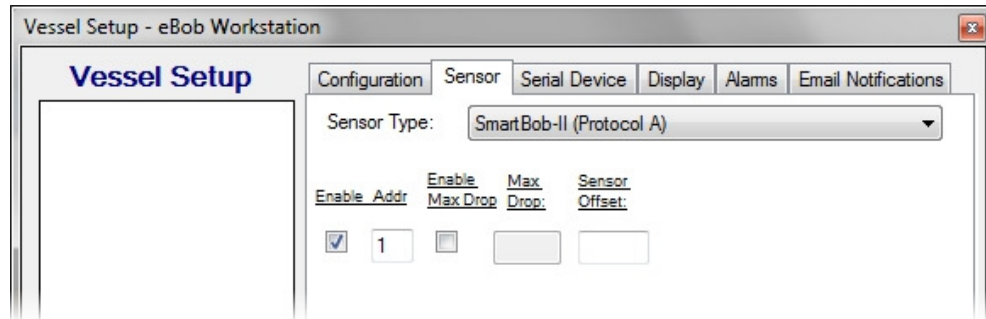 Vessel Setup - eBob Workstation
Vessel Setup
Configuration Sensor Serial Device Display Alarms Email Notifications
Sensor Type: SmartBob-II (Protocol A)
Enable Addr Enable Max Drop Max Drop: Sensor Offset:
1